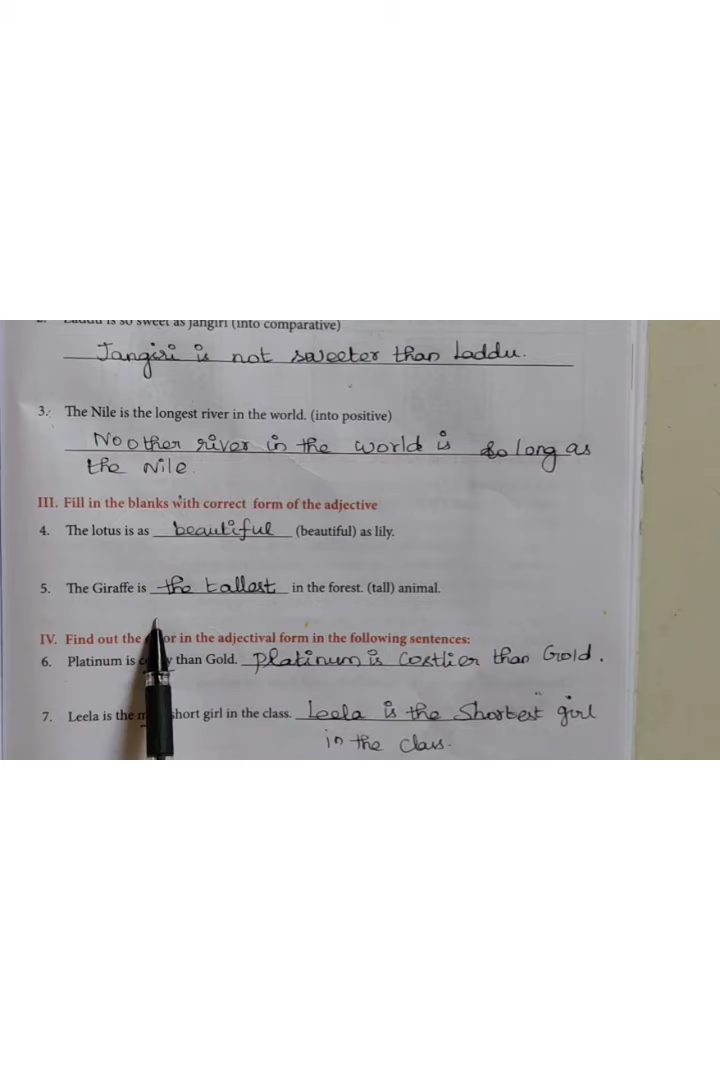 2. Laddu is so sweet as jangiri (into comparative)
Jangiri is not sweeter than Laddu.
3. The Nile is the longest river in the world. (into positive)
No other river in the world is so long as
the Nile.
III. Fill in the blanks with correct form of the adjective
4. The lotus is as beautiful (beautiful) as lily.
5. The Giraffe is the tallest in the forest. (tall) animal.
IV. Find out the or in the adjectival form in the following sentences:
6. Platinum is than Gold. Platinum is costlier than Gold.
7. Leela is the short girl in the class. Leela is the shortest girl
in the class.